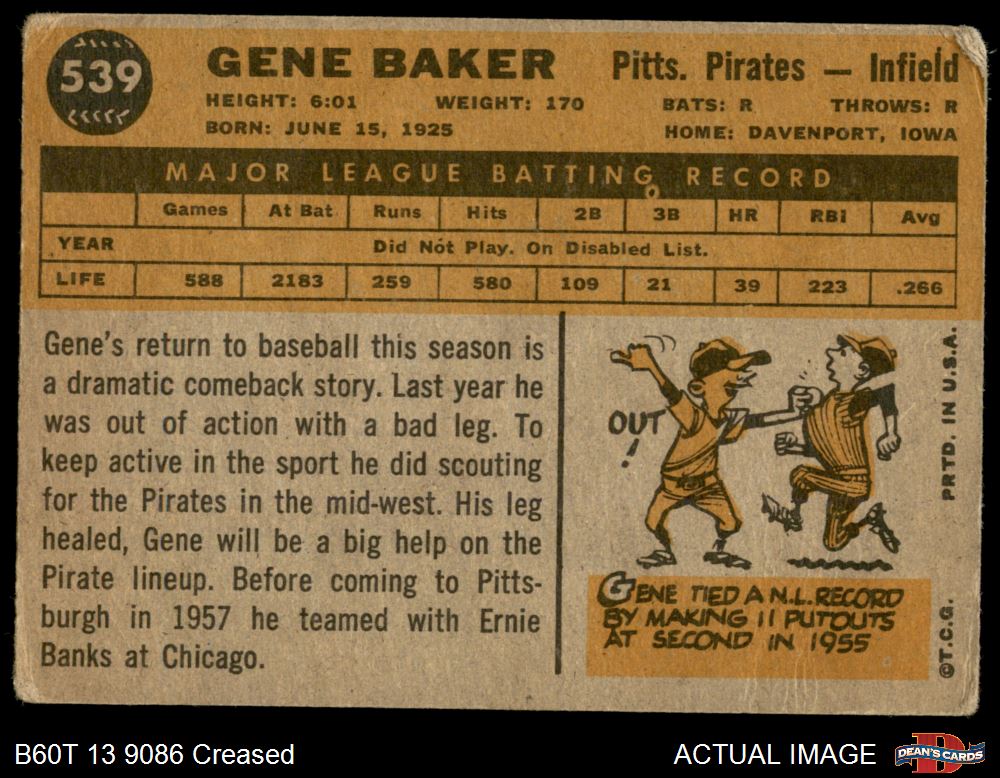 539
GENE BAKER Pitts. Pirates — Infield
HEIGHT: 6:01 WEIGHT: 170 BATS: R THROWS: R
BORN: JUNE 15, 1925 HOME: DAVENPORT, IOWA
MAJOR LEAGUE BATTING RECORD
Games At Bat Runs Hits 2B 3B HR RBI Avg
YEAR Did Not Play. On Disabled List.
LIFE 588 2183 259 580 109 21 39 223 .266
Gene's return to baseball this season is
a dramatic comeback story. Last year he
was out of action with a bad leg. To
keep active in the sport he did scouting
for the Pirates in the mid-west. His leg
healed, Gene will be a big help on the
Pirate lineup. Before coming to Pitts-
burgh in 1957 he teamed with Ernie
Banks at Chicago.
OUT!
GENE TIED A N.L. RECORD
BY MAKING 11 PUTOUTS
AT SECOND IN 1955
©T.C.G. PRTD. IN U.S.A.
B60T 13 9086 Creased ACTUAL IMAGE DEAN'S CARDS